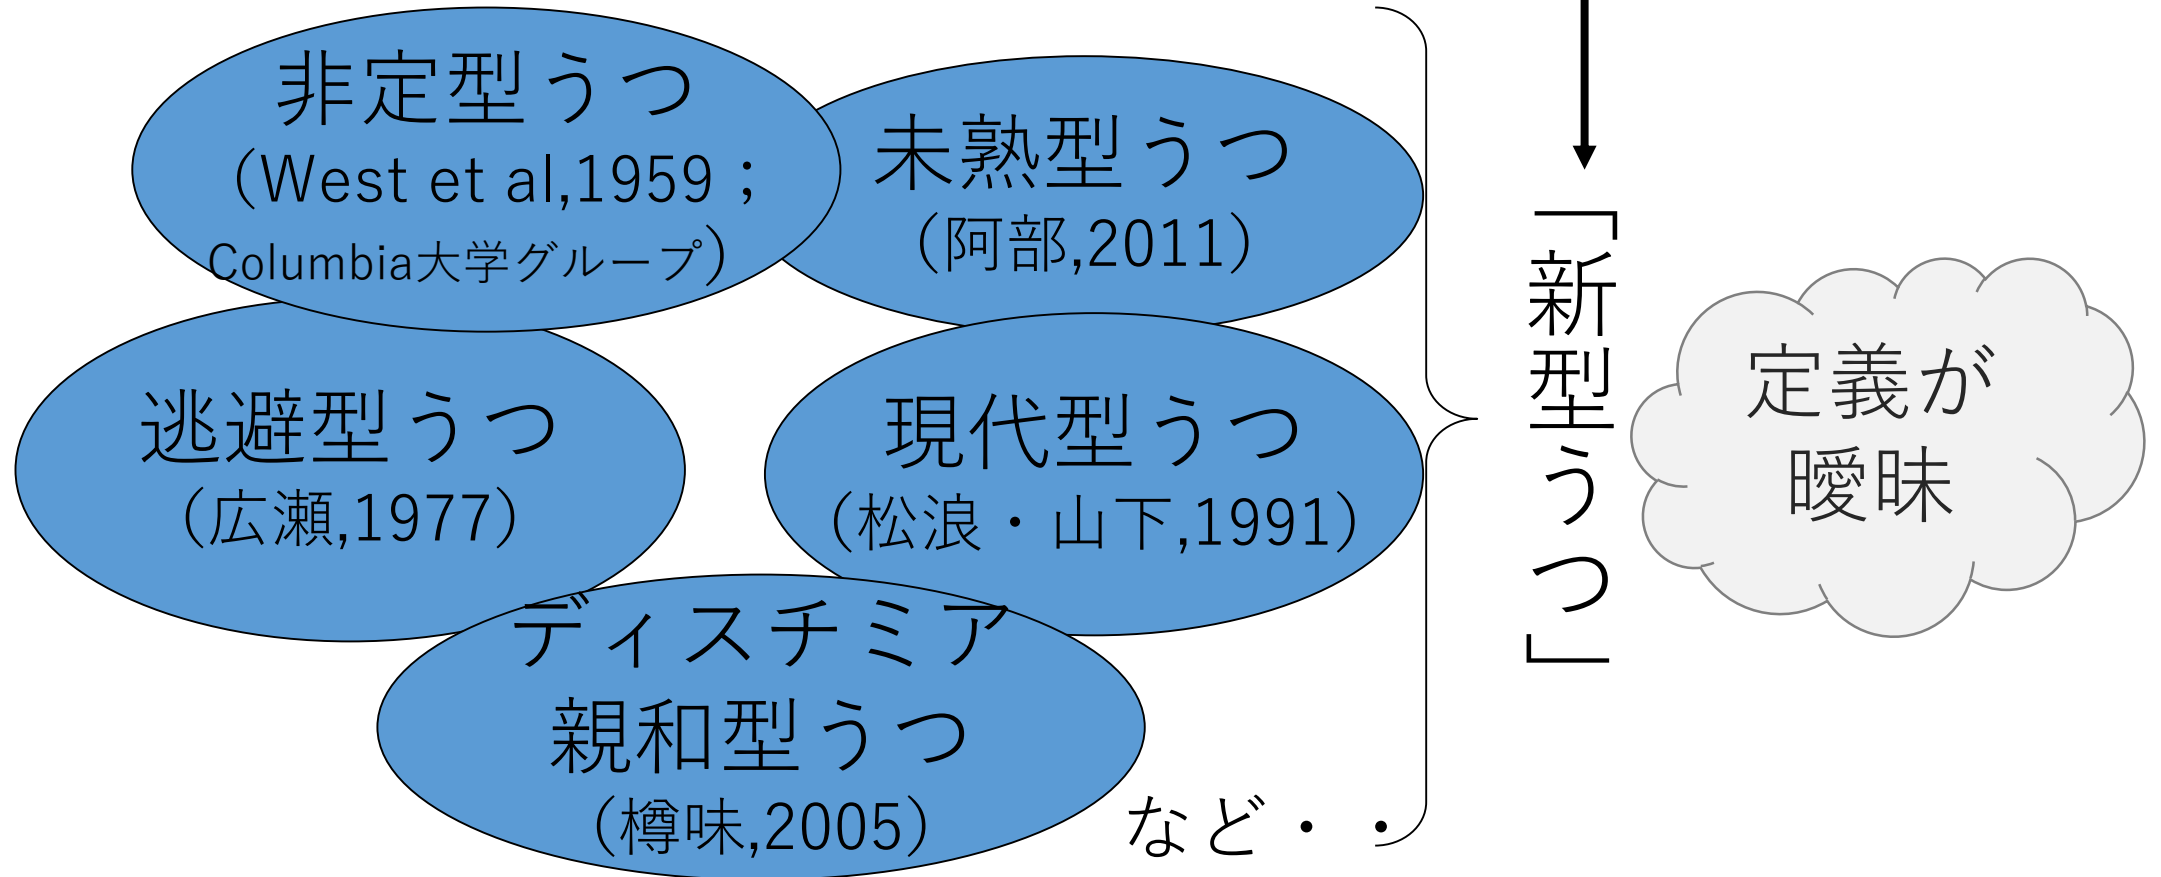 非定型うつ
（West et al,1959；
Columbia大学グループ）
未熟型うつ
（阿部,2011）
逃避型うつ
（広瀬,1977）
現代型うつ
（松浪・山下,1991）
ディスチミア
親和型うつ
（樽味,2005）
など・・
「新型うつ」
定義が
曖昧